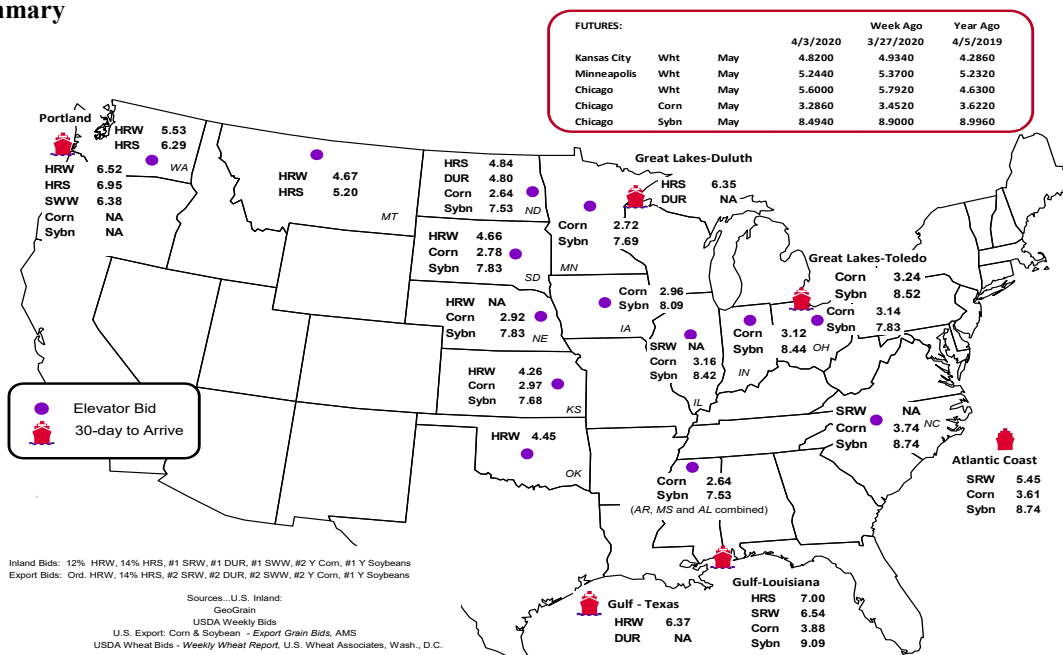 mmary
FUTURES: Week Ago Year Ago
4/3/2020 3/27/2020 4/5/2019
Kansas City Wht May 4.8200 4.9340 4.2860
Minneapolis Wht May 5.2440 5.3700 5.2320
Chicago Wht May 5.6000 5.7920 4.6300
Chicago Corn May 3.2860 3.4520 3.6220
Chicago Sybn May 8.4940 8.9000 8.9960
Portland
HRW 6.52
HRS 6.95
SWW 6.38
Corn NA
Sybn NA
HRW 5.53
HRS 6.29
WA
HRW 4.67
HRS 5.20
MT
HRS 4.84
DUR 4.80
Corn 2.64
Sybn 7.53
ND
HRW 4.66
Corn 2.78
Sybn 7.83
SD
HRW NA
Corn 2.92
Sybn 7.83
NE
HRW 4.26
Corn 2.97
Sybn 7.68
KS
HRW 4.45
OK
Corn 2.72
Sybn 7.69
MN
Great Lakes-Duluth
HRS 6.35
DUR NA
Corn 2.96
Sybn 8.09
IA
SRW NA
Corn 3.16
Sybn 8.42
IL
Corn 3.12
Sybn 8.44
IN
Great Lakes-Toledo
Corn 3.24
Sybn 8.52
Corn 3.14
Sybn 7.83
OH
SRW NA
Corn 3.74
Sybn 8.74
NC
Atlantic Coast
SRW 5.45
Corn 3.61
Sybn 8.74
Corn 2.64
Sybn 7.53
(AR, MS and AL combined)
Gulf-Louisiana
HRS 7.00
SRW 6.54
Corn 3.88
Sybn 9.09
Gulf - Texas
HRW 6.37
DUR NA
Elevator Bid
30-day to Arrive
Inland Bids: 12% HRW, 14% HRS, #1 SRW, #1 DUR, #1 SWW, #2 Y Corn, #1 Y Soybeans
Export Bids: Ord. HRW, 14% HRS, #2 SRW, #2 DUR, #2 SWW, #2 Y Corn, #1 Y Soybeans
Sources...U.S. Inland:
GeoGrain
USDA Weekly Bids
U.S. Export: Corn & Soybean - Export Grain Bids, AMS
USDA Wheat Bids - Weekly Wheat Report, U.S. Wheat Associates, Wash., D.C.